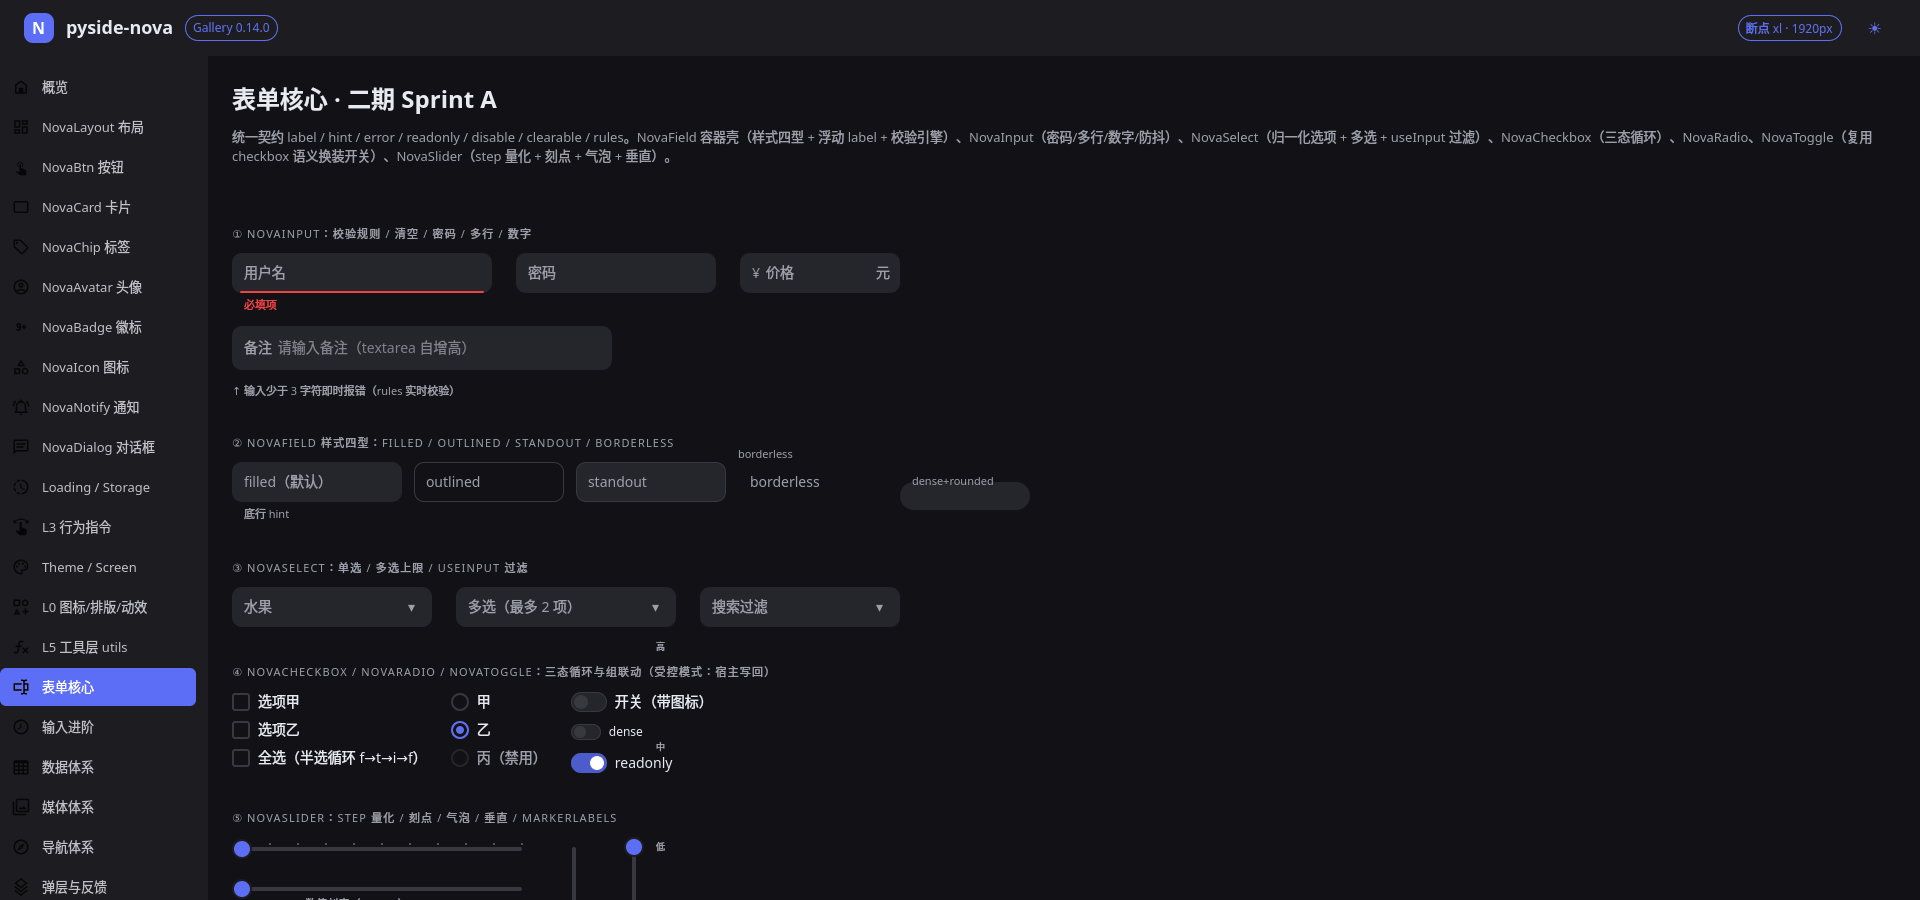 N pyside-nova Gallery 0.14.0
断点 xl · 1920px
概览
NovaLayout 布局
NovaBtn 按钮
NovaCard 卡片
NovaChip 标签
NovaAvatar 头像
9+ NovaBadge 徽标
NovaIcon 图标
NovaNotify 通知
NovaDialog 对话框
Loading / Storage
L3 行为指令
Theme / Screen
L0 图标/排版/动效
L5 工具层 utils
表单核心
输入进阶
数据体系
媒体体系
导航体系
弹层与反馈
表单核心 · 二期 Sprint A
统一契约 label / hint / error / readonly / disable / clearable / rules。NovaField 容器壳（样式四型 + 浮动 label + 校验引擎）、NovaInput（密码/多行/数字/防抖）、NovaSelect（归一化选项 + 多选 + useInput 过滤）、NovaCheckbox（三态循环）、NovaRadio、NovaToggle（复用
checkbox 语义换装开关）、NovaSlider（step 量化 + 刻点 + 气泡 + 垂直）。
① NOVAINPUT：校验规则 / 清空 / 密码 / 多行 / 数字
用户名
密码
¥ 价格 元
必填项
备注 请输入备注（textarea 自增高）
↑ 输入少于 3 字符即时报错（rules 实时校验）
② NOVAFIELD 样式四型：FILLED / OUTLINED / STANDOUT / BORDERLESS
borderless
filled（默认）
outlined
standout
borderless
dense+rounded
底行 hint
③ NOVASELECT：单选 / 多选上限 / USEINPUT 过滤
水果 ▼
多选（最多 2 项） ▼
搜索过滤 ▼
高
④ NOVACHECKBOX / NOVARADIO / NOVATOGGLE：三态循环与组联动（受控模式：宿主写回）
选项甲
甲
开关（带图标）
选项乙
乙
dense
中
全选（半选循环 f→t→i→f）
丙（禁用）
readonly
⑤ NOVASLIDER：STEP 量化 / 刻点 / 气泡 / 垂直 / MARKERLABELS
低